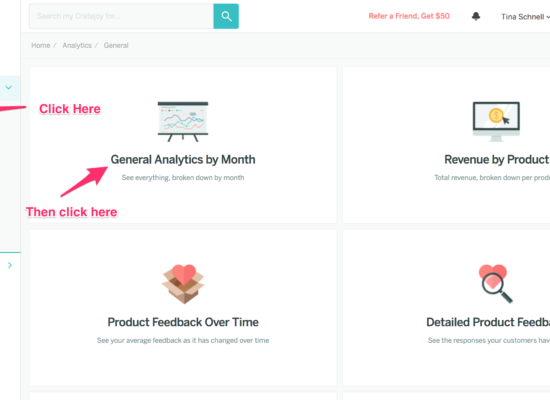 Search my Cratejoy for...
Refer a Friend, Get $50
Tina Schnell
Home / Analytics / General
Click Here
General Analytics by Month
See everything, broken down by month
Revenue by Product
Total revenue, broken down per
Then click here
Product Feedback Over Time
See your average feedback as it has changed over time
Detailed Product
See the responses your customers